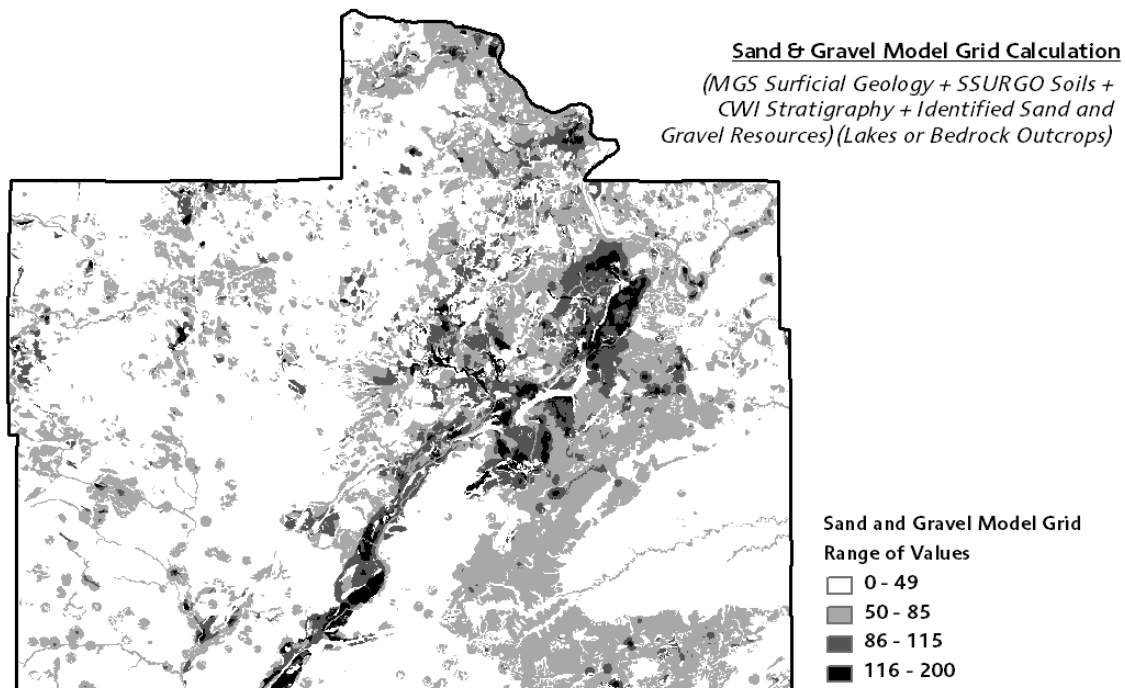 Sand & Gravel Model Grid Calculation
(MGS Surficial Geology + SSURGO Soils +
CWI Stratigraphy + Identified Sand and
Gravel Resources)(Lakes or Bedrock Outcrops)
Sand and Gravel Model Grid
Range of Values
0 - 49
50 - 85
86 - 115
116 - 200